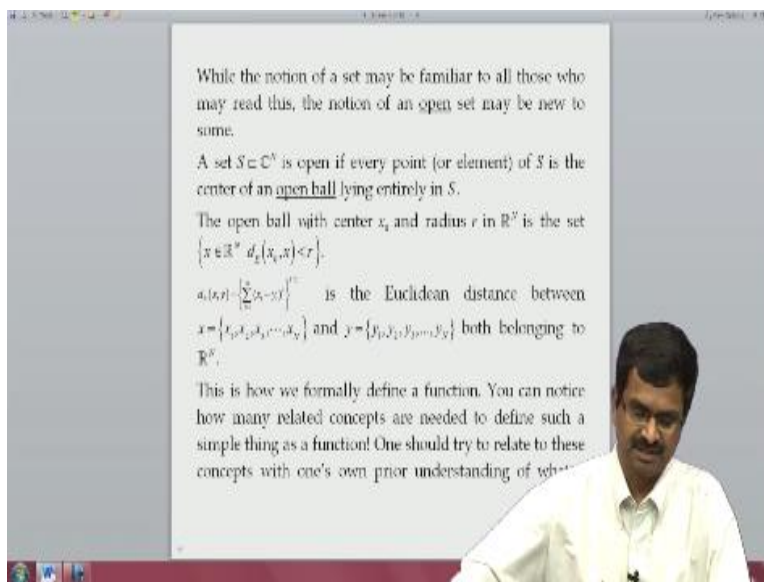 While the notion of a set may be familiar to all those who
may read this, the notion of an open set may be new to
some.
A set S ⊂ ℂᴺ is open if every point (or element) of S is the
center of an open ball lying entirely in S.
The open ball with center x₀ and radius r in ℝᴺ is the set
{x ∈ ℝᴺ d_E(x₀, x) < r}.
is the Euclidean distance between
x = {x₁, x₂, x₃, ⋯, x_N} and y = {y₁, y₂, y₃, ..., y_N} both belonging to
ℝᴺ.
This is how we formally define a function. You can notice
how many related concepts are needed to define such a
simple thing as a function! One should try to relate to these
concepts with one's own prior understanding of